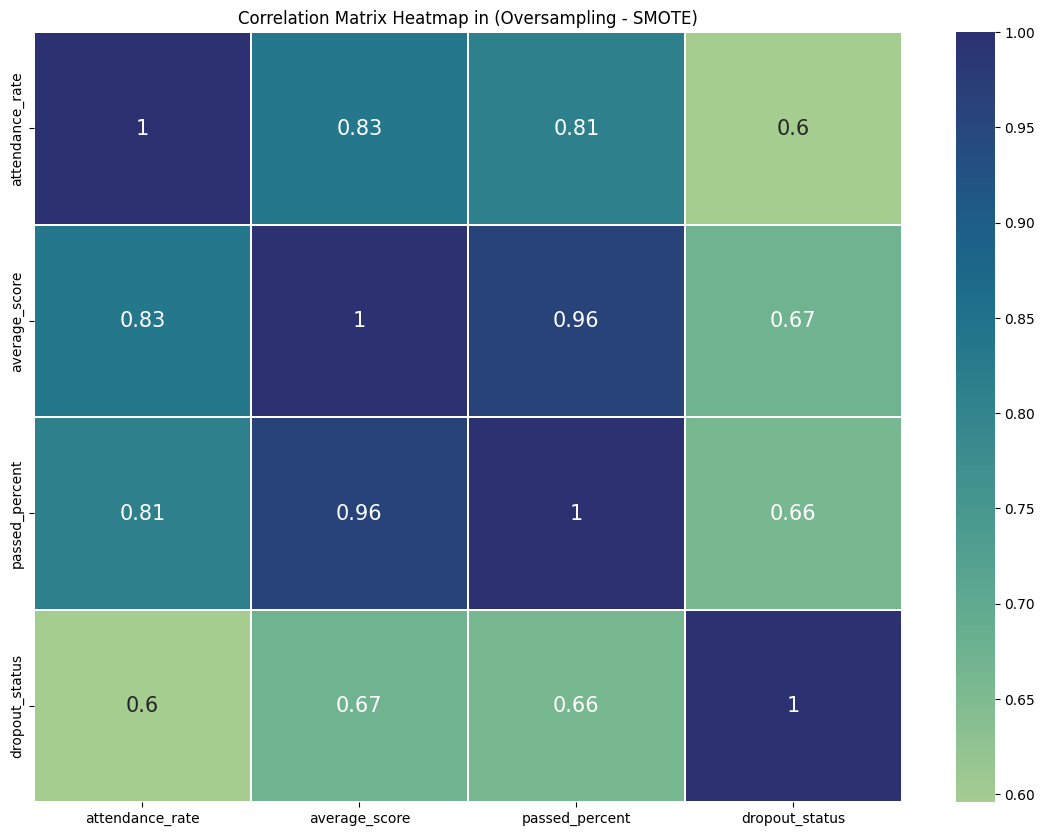 Correlation Matrix Heatmap in (Oversampling - SMOTE)
attendance_rate
1
0.83
0.81
0.6
average_score
0.83
1
0.96
0.67
passed_percent
0.81
0.96
1
0.66
dropout_status
0.6
0.67
0.66
1
attendance_rate
average_score
passed_percent
dropout_status
1.00
0.95
0.90
0.85
0.80
0.75
0.70
0.65
0.60